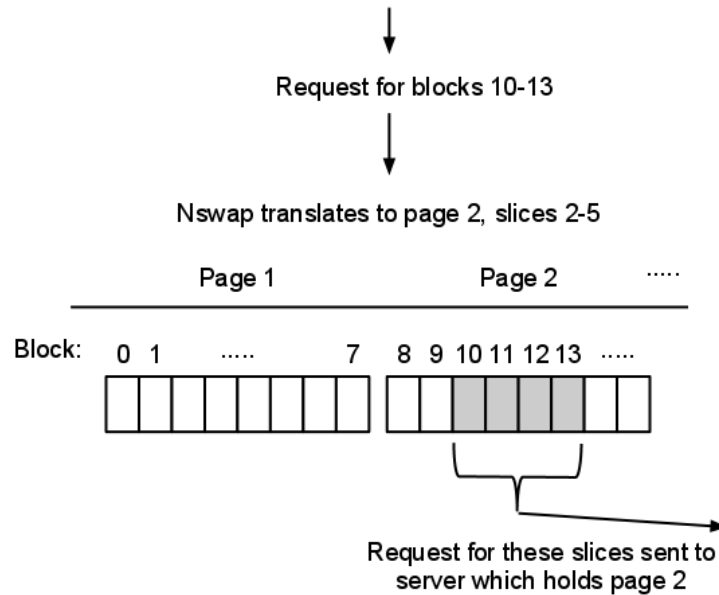 Request for blocks 10-13
Nswap translates to page 2, slices 2-5
Page 1 Page 2 .....
Block: 0 1 ..... 7 8 9 10 11 12 13 .....
Request for these slices sent to
server which holds page 2